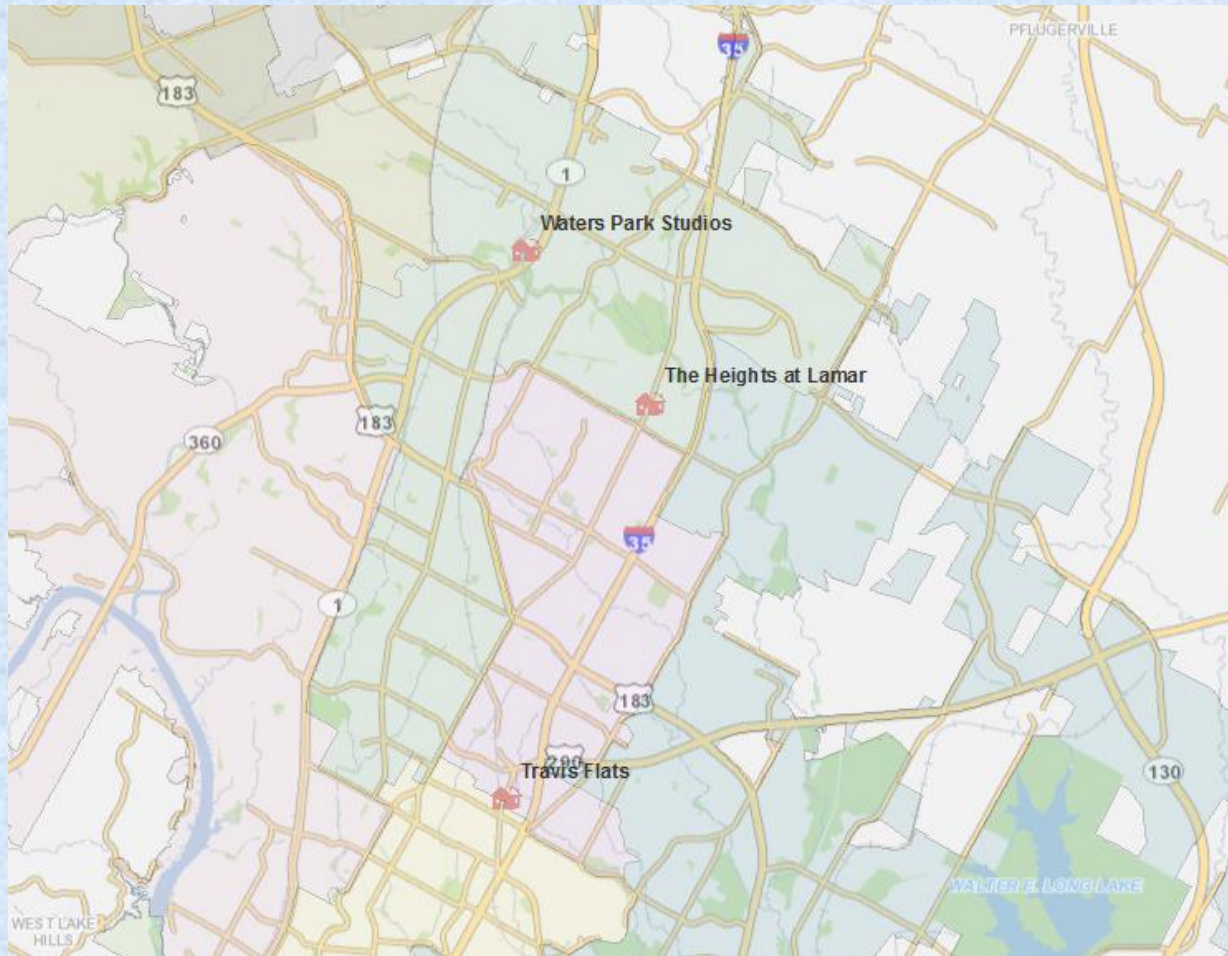 PFLUGERVILLE
35
183
1
Waters Park Studios
The Heights at Lamar
183
360
35
1
183
290
Travis Flats
130
WALTER E. LONG LAKE
WEST LAKE
HILLS